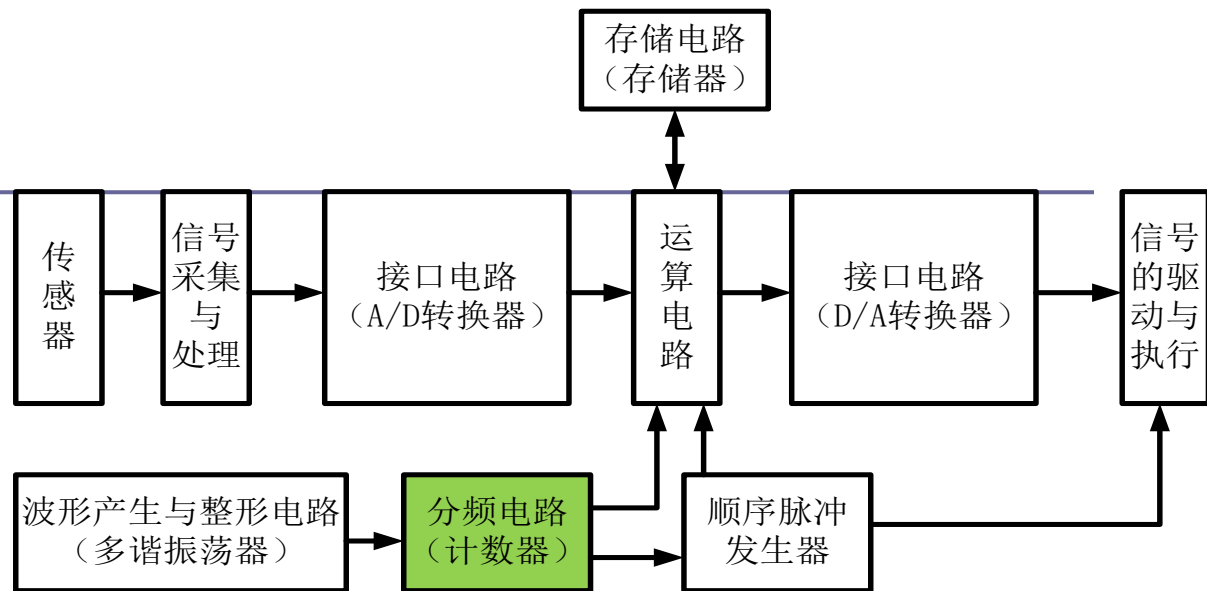 存储电路
（存储器）
传
感
器
信号
采集
与
处理
接口电路
（A/D转换器）
运
算
电
路
接口电路
（D/A转换器）
信号
的驱
动与
执行
波形产生与整形电路
（多谐振荡器）
分频电路
（计数器）
顺序脉冲
发生器